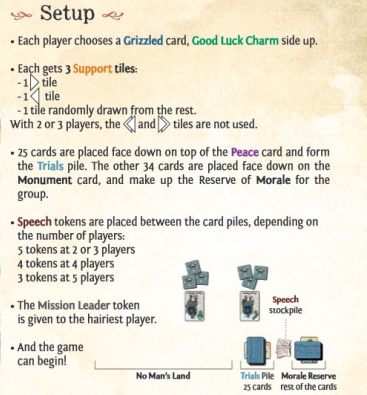 Setup
• Each player chooses a Grizzled card, Good Luck Charm side up.
• Each gets 3 Support tiles:
- 1 tile
- 1 tile
- 1 tile randomly drawn from the rest.
With 2 or 3 players, the and tiles are not used.
• 25 cards are placed face down on top of the Peace card and form
the Trials pile. The other 34 cards are placed face down on the
Monument card, and make up the Reserve of Morale for the
group.
• Speech tokens are placed between the card piles, depending on
the number of players:
5 tokens at 2 or 3 players
4 tokens at 4 players
3 tokens at 5 players
• The Mission Leader token
is given to the hairiest player.
• And the game
can begin!
Speech
stockpile
No Man's Land
Trials Pile
25 cards
Morale Reserve
rest of the cards